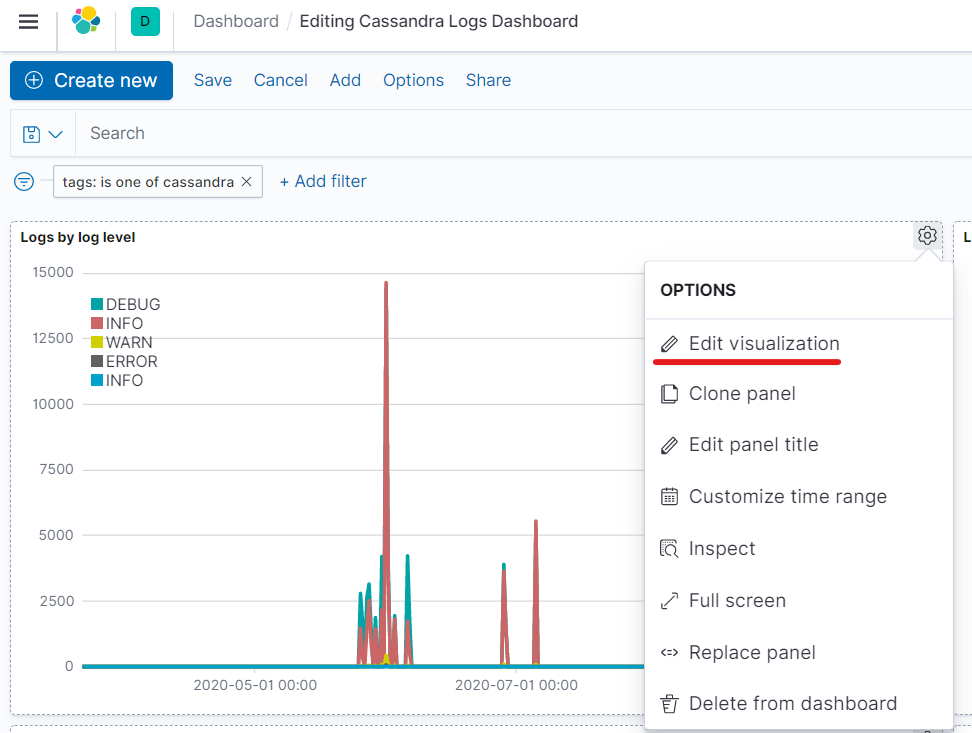 D Dashboard / Editing Cassandra Logs Dashboard
Create new Save Cancel Add Options Share
Search
tags: is one of cassandra × + Add filter
Logs by log level
L
15000
12500
10000
7500
5000
2500
0
DEBUG
INFO
WARN
ERROR
INFO
2020-05-01 00:00 2020-07-01 00:00
OPTIONS
Edit visualization
Clone panel
Edit panel title
Customize time range
Inspect
Full screen
Replace panel
Delete from dashboard